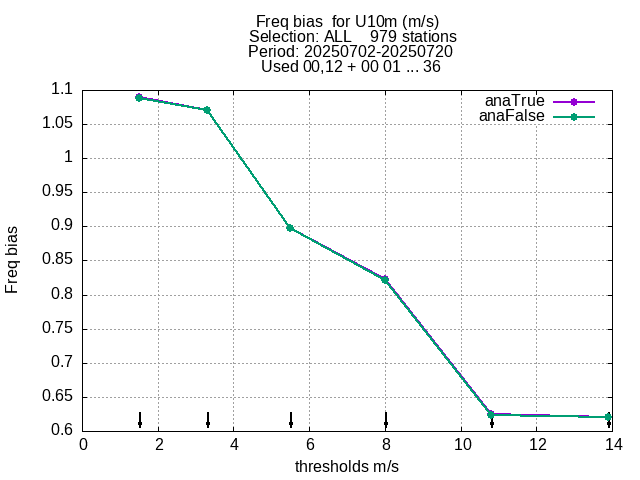 Freq bias  for U10m (m/s)
Selection: ALL    979 stations
Period: 20250702-20250720
Used 00,12 + 00 01 ... 36
anaTrue
anaFalse
1.1
1.05
1
0.95
0.9
0.85
0.8
0.75
0.7
0.65
0.6
Freq bias
0 2 4 6 8 10 12 14
thresholds m/s